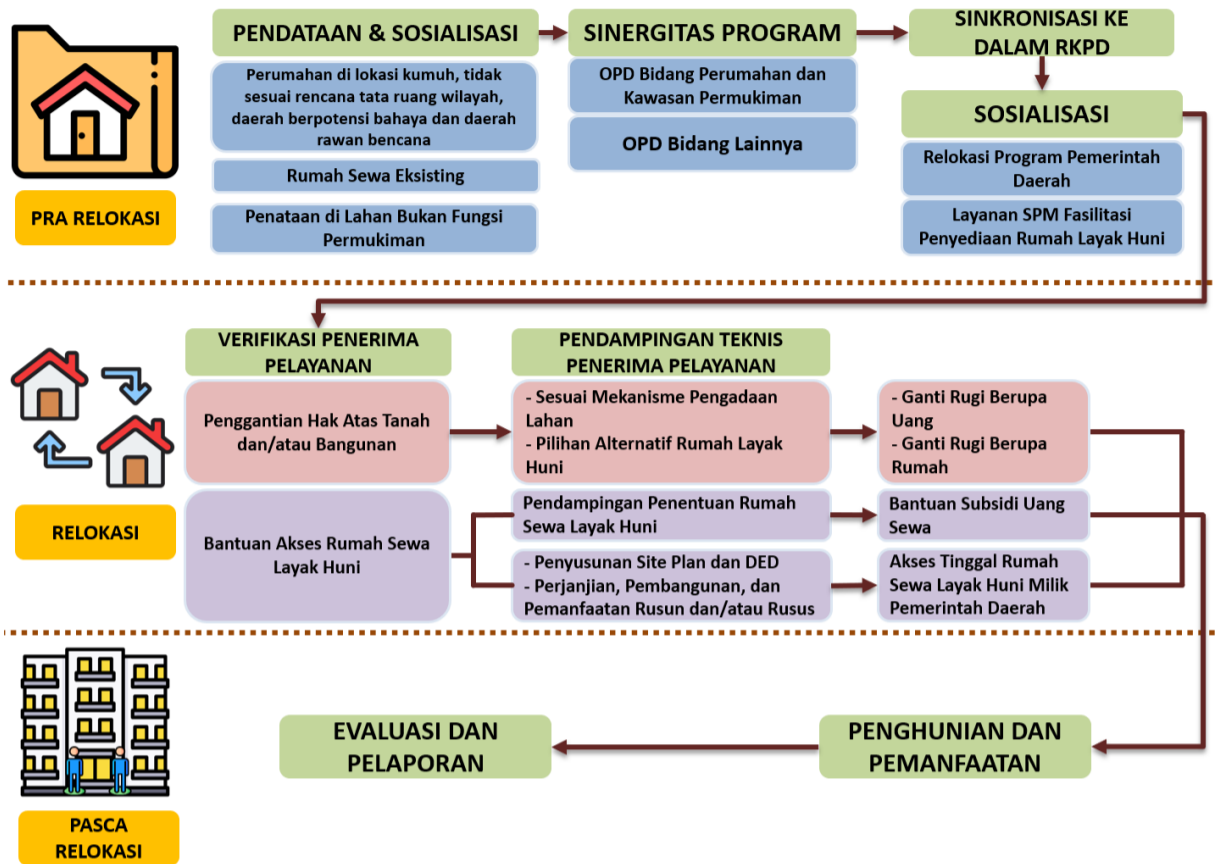 PENDATAAN & SOSIALISASI
Perumahan di lokasi kumuh, tidak
sesuai rencana tata ruang wilayah,
daerah berpotensi bahaya dan daerah
rawan bencana
Rumah Sewa Eksisting
Penataan di Lahan Bukan Fungsi
Permukiman
SINERGITAS PROGRAM
OPD Bidang Perumahan dan
Kawasan Permukiman
OPD Bidang Lainnya
SINKRONISASI KE
DALAM RKPD
SOSIALISASI
Relokasi Program Pemerintah
Daerah
Layanan SPM Fasilitasi
Penyediaan Rumah Layak Huni
PRA RELOKASI
VERIFIKASI PENERIMA
PELAYANAN
PENDAMPINGAN TEKNIS
PENERIMA PELAYANAN
Penggantian Hak Atas Tanah
dan/atau Bangunan
- Sesuai Mekanisme Pengadaan
Lahan
- Pilihan Alternatif Rumah Layak
Huni
- Ganti Rugi Berupa
Uang
- Ganti Rugi Berupa
Rumah
RELOKASI
Bantuan Akses Rumah Sewa
Layak Huni
Pendampingan Penentuan Rumah
Sewa Layak Huni
Bantuan Subsidi Uang
Sewa
- Penyusunan Site Plan dan DED
- Perjanjian, Pembangunan, dan
Pemanfaatan Rusun dan/atau Rusus
Akses Tinggal Rumah
Sewa Layak Huni Milik
Pemerintah Daerah
EVALUASI DAN
PELAPORAN
PENGHUNIAN DAN
PEMANFAATAN
PASCA
RELOKASI